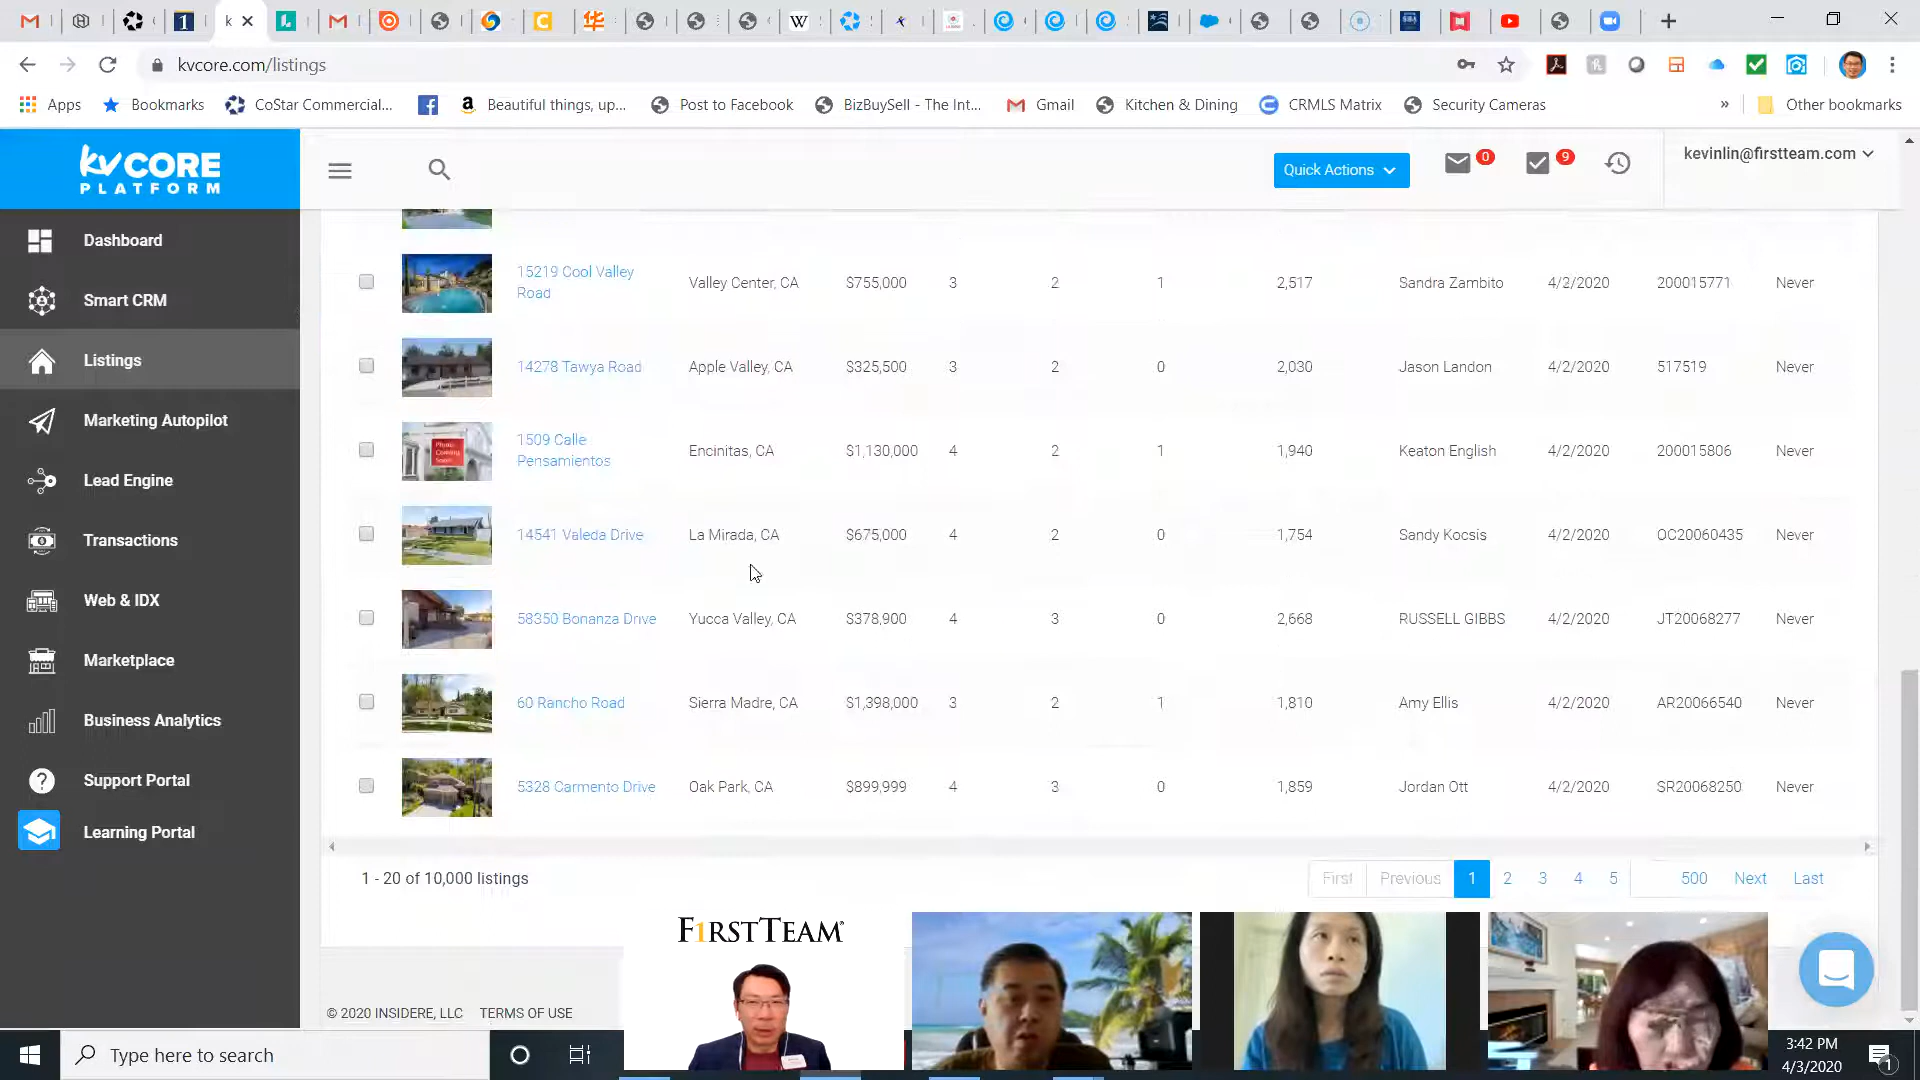 k
1
C
华
W
kvcore.com/listings
Apps
Bookmarks
CoStar Commercial...
Beautiful things, up...
Post to Facebook
BizBuySell - The Int...
Gmail
Kitchen & Dining
CRMLS Matrix
Security Cameras
»
Other bookmarks
kvCORE
PLATFORM
Quick Actions
0
9
kevinlin@firstteam.com
Dashboard
Smart CRM
Listings
Marketing Autopilot
Lead Engine
Transactions
Web & IDX
Marketplace
Business Analytics
Support Portal
Learning Portal
15219 Cool Valley
Road
Valley Center, CA $755,000 3 2 1 2,517 Sandra Zambito 4/2/2020 200015771 Never
14278 Tawya Road Apple Valley, CA $325,500 3 2 0 2,030 Jason Landon 4/2/2020 517519 Never
Photo
Coming
Soon
1509 Calle
Pensamientos
Encinitas, CA $1,130,000 4 2 1 1,940 Keaton English 4/2/2020 200015806 Never
14541 Valeda Drive La Mirada, CA $675,000 4 2 0 1,754 Sandy Kocsis 4/2/2020 OC20060435 Never
58350 Bonanza Drive Yucca Valley, CA $378,900 4 3 0 2,668 RUSSELL GIBBS 4/2/2020 JT20068277 Never
60 Rancho Road Sierra Madre, CA $1,398,000 3 2 1 1,810 Amy Ellis 4/2/2020 AR20066540 Never
5328 Carmento Drive Oak Park, CA $899,999 4 3 0 1,859 Jordan Ott 4/2/2020 SR20068250 Never
1 - 20 of 10,000 listings
First Previous 1 2 3 4 5 500 Next Last
FIRSTTEAM
© 2020 INSIDERE, LLC TERMS OF USE
Type here to search
3:42 PM
4/3/2020
1